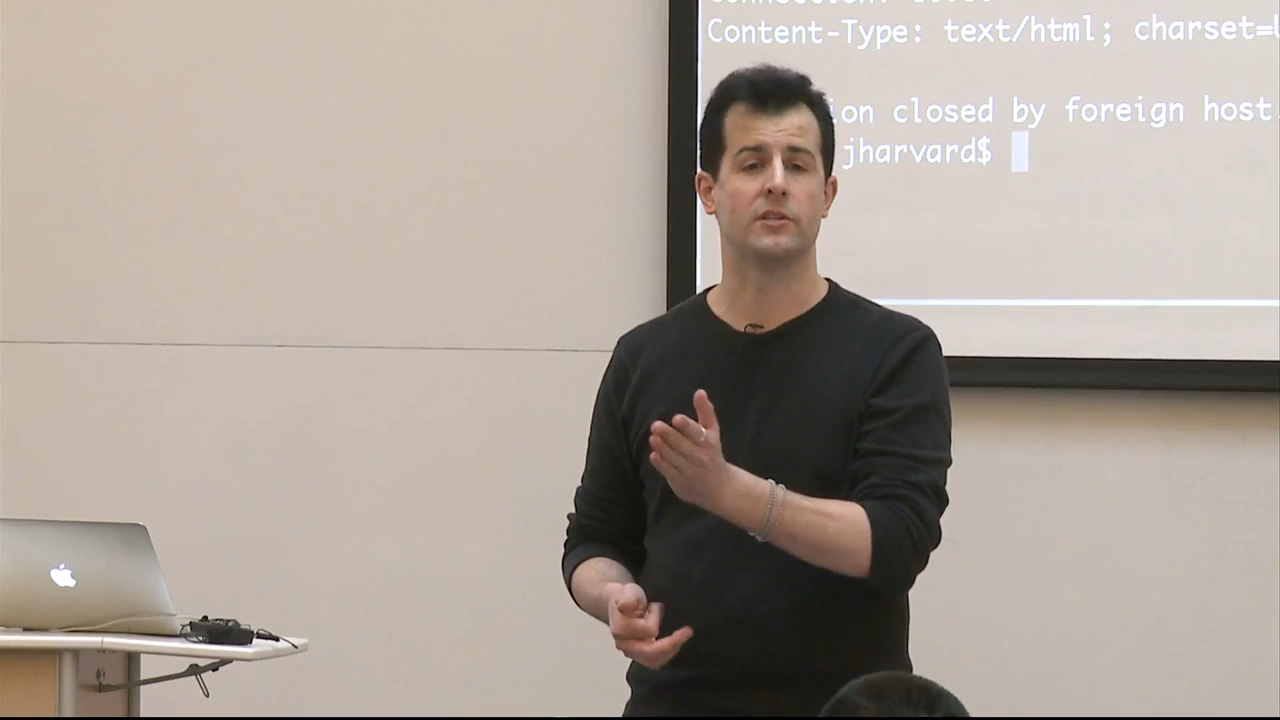 Content-Type: text/html; charset=
ion closed by foreign host
jharvard$